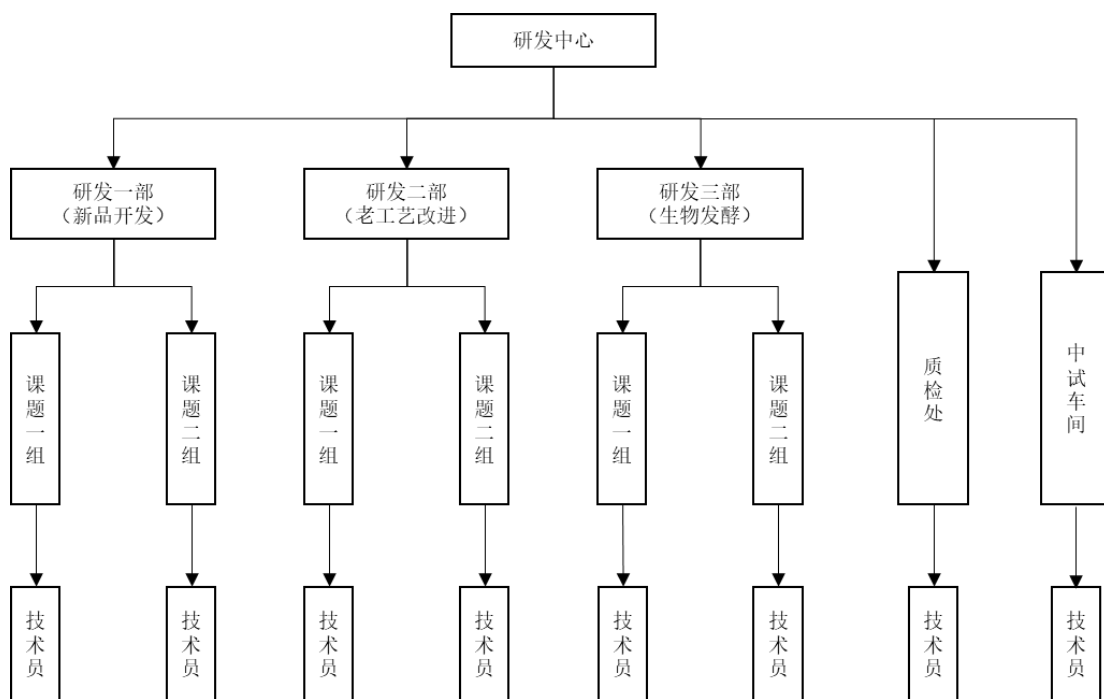 研发中心
研发一部
（新品开发）
研发二部
（老工艺改进）
研发三部
（生物发酵）
课题一组
课题二组
课题一组
课题二组
课题一组
课题二组
质检处
中试车间
技术员
技术员
技术员
技术员
技术员
技术员
技术员
技术员